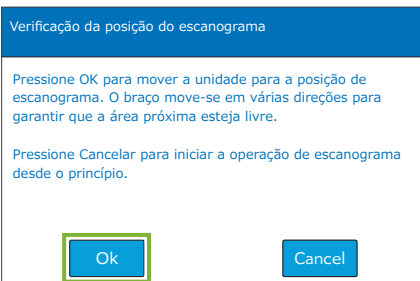 Verificação da posição do escanograma
Pressione OK para mover a unidade para a posição de
escanograma. O braço move-se em várias direções para
garantir que a área próxima esteja livre.
Pressione Cancelar para iniciar a operação de escanograma
desde o princípio.
Ok Cancel